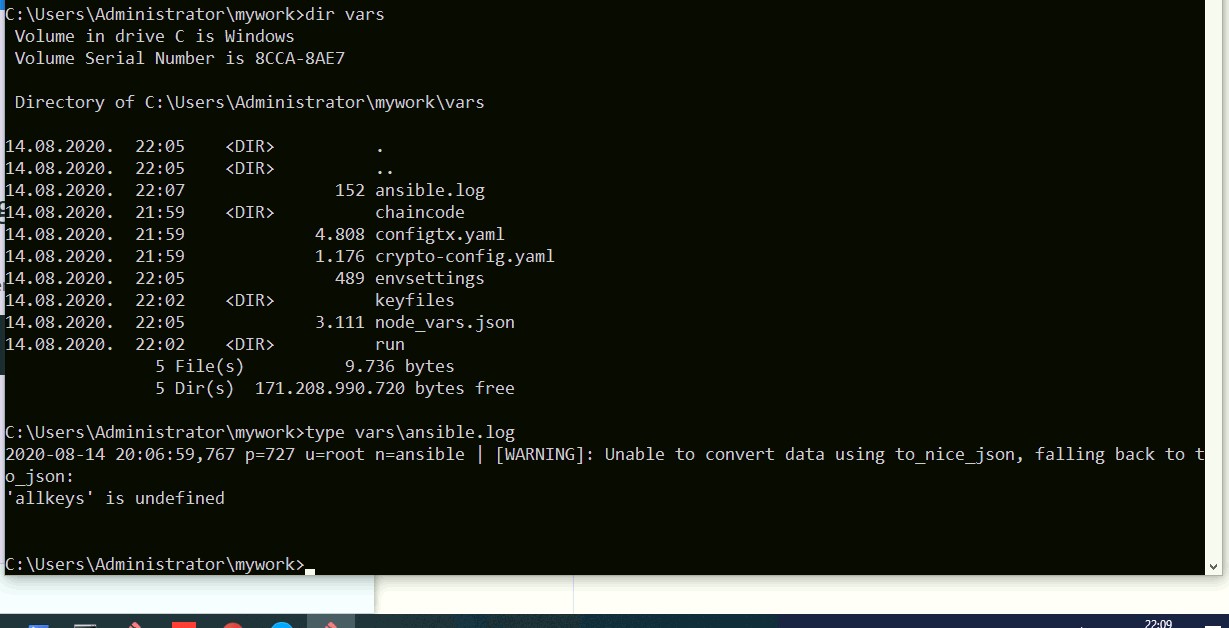 C:\Users\Administrator\mywork>dir vars
Volume in drive C is Windows
Volume Serial Number is 8CCA-8AE7
Directory of C:\Users\Administrator\mywork\vars
14.08.2020. 22:05 <DIR> .
14.08.2020. 22:05 <DIR> ..
14.08.2020. 22:07 152 ansible.log
14.08.2020. 21:59 <DIR> chaincode
14.08.2020. 21:59 4.808 configtx.yaml
14.08.2020. 21:59 1.176 crypto-config.yaml
14.08.2020. 22:05 489 envsettings
14.08.2020. 22:02 <DIR> keyfiles
14.08.2020. 22:05 3.111 node_vars.json
14.08.2020. 22:02 <DIR> run
5 File(s) 9.736 bytes
5 Dir(s) 171.208.990.720 bytes free
C:\Users\Administrator\mywork>type vars\ansible.log
2020-08-14 20:06:59,767 p=727 u=root n=ansible | [WARNING]: Unable to convert data using to_nice_json, falling back to t
o_json:
'allkeys' is undefined
C:\Users\Administrator\mywork>
22:09